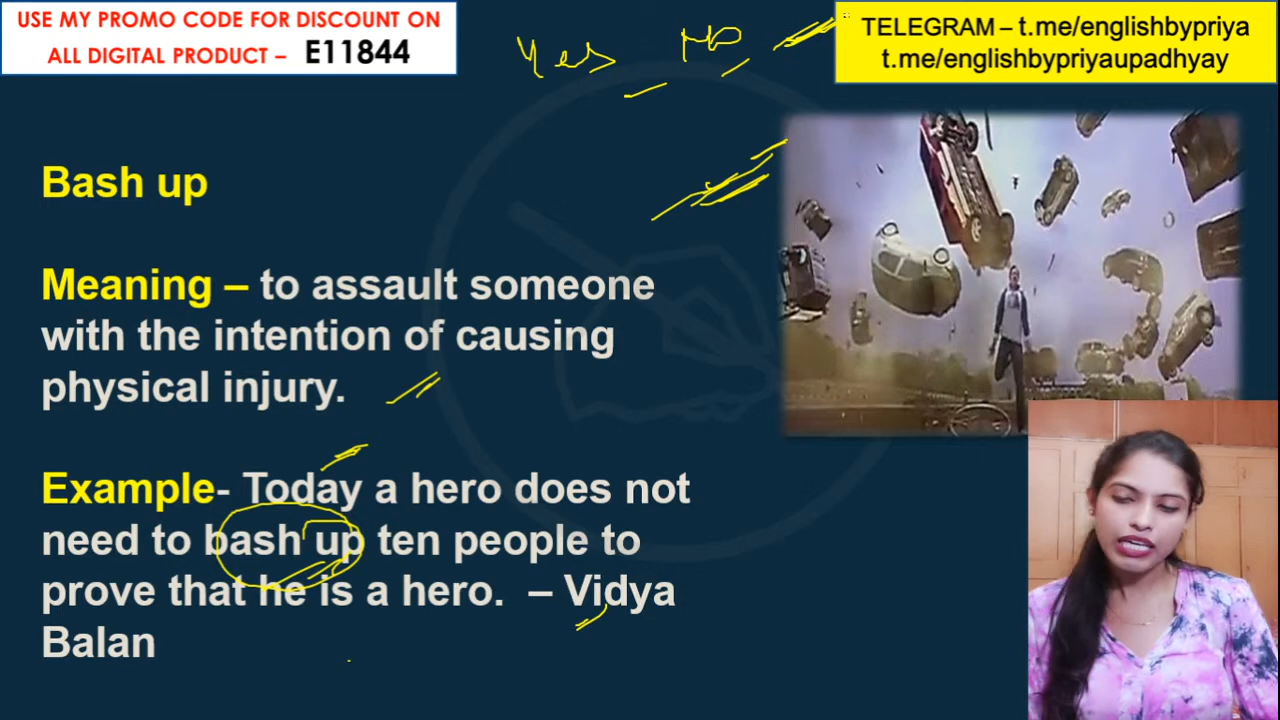 USE MY PROMO CODE FOR DISCOUNT ON
ALL DIGITAL PRODUCT – E11844
Yes NO
TELEGRAM – t.me/englishbypriya
t.me/englishbypriyaupadhyay
Bash up
Meaning – to assault someone
with the intention of causing
physical injury.
Example- Today a hero does not
need to bash up ten people to
prove that he is a hero. – Vidya
Balan